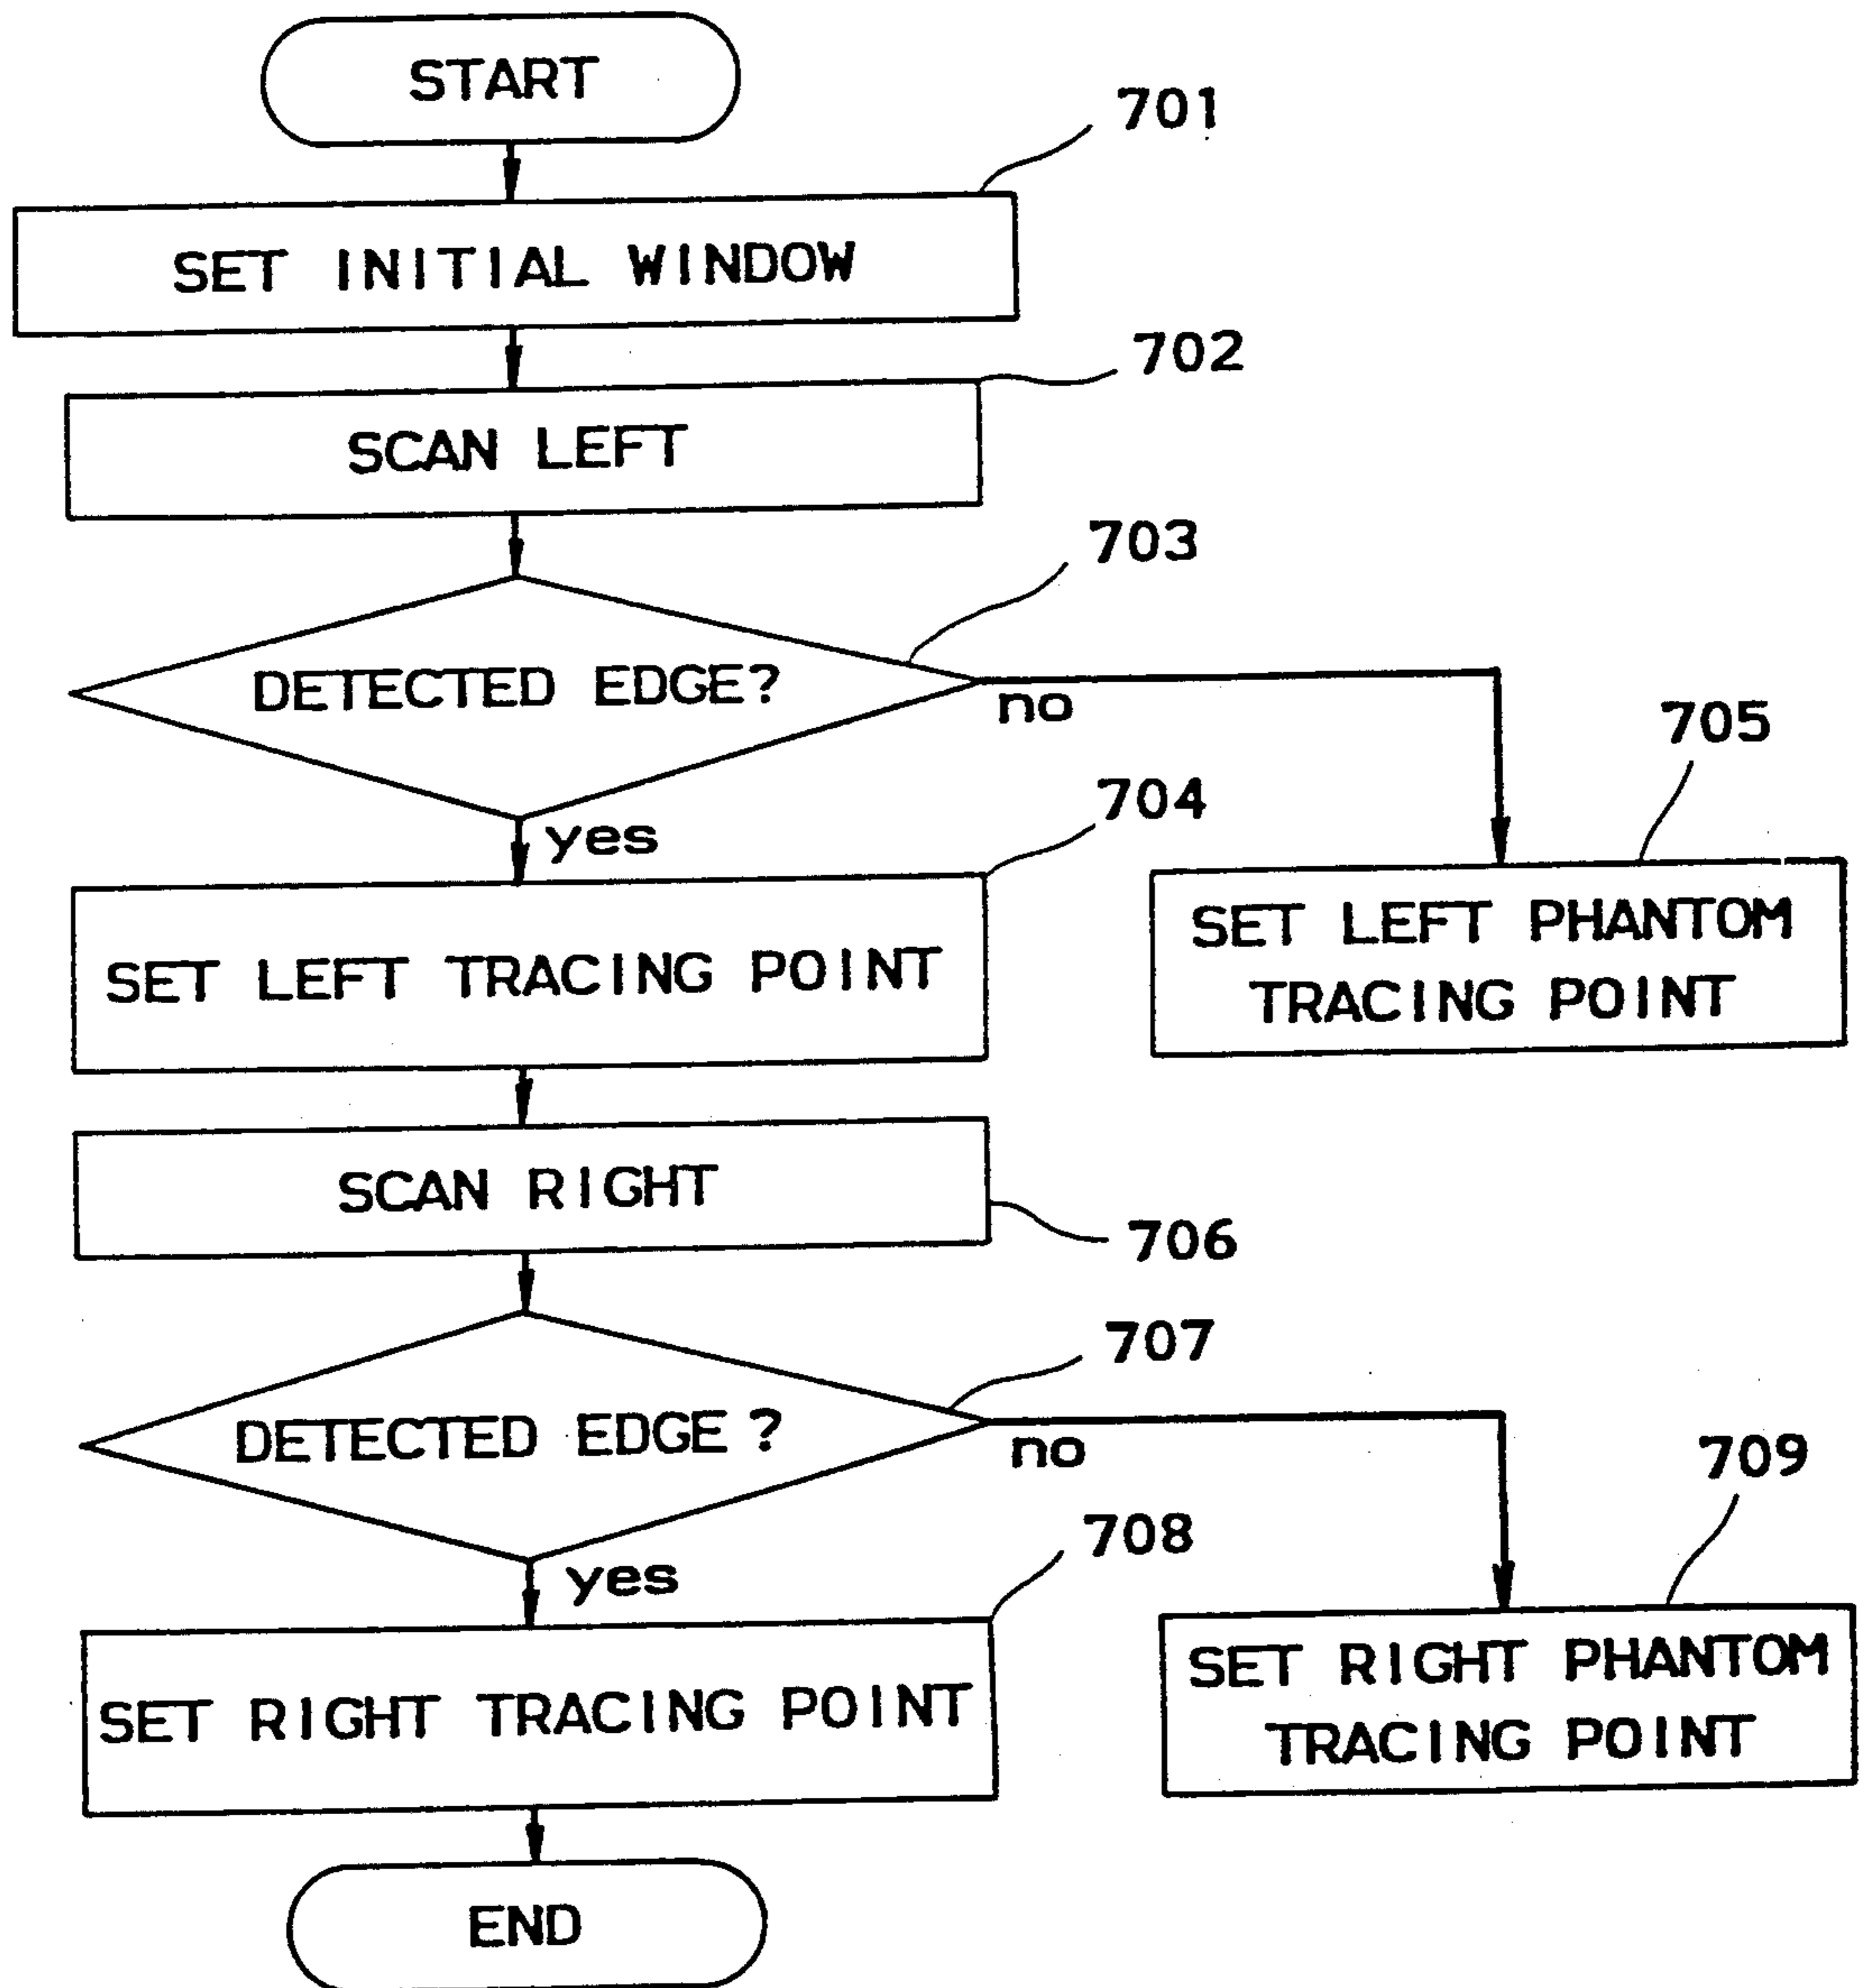 START
701
SET INITIAL WINDOW
702
SCAN LEFT
703
DETECTED EDGE?
no
705
yes
704
SET LEFT TRACING POINT
SET LEFT PHANTOM
TRACING POINT
SCAN RIGHT
706
707
DETECTED EDGE?
no
709
yes
708
SET RIGHT TRACING POINT
SET RIGHT PHANTOM
TRACING POINT
END